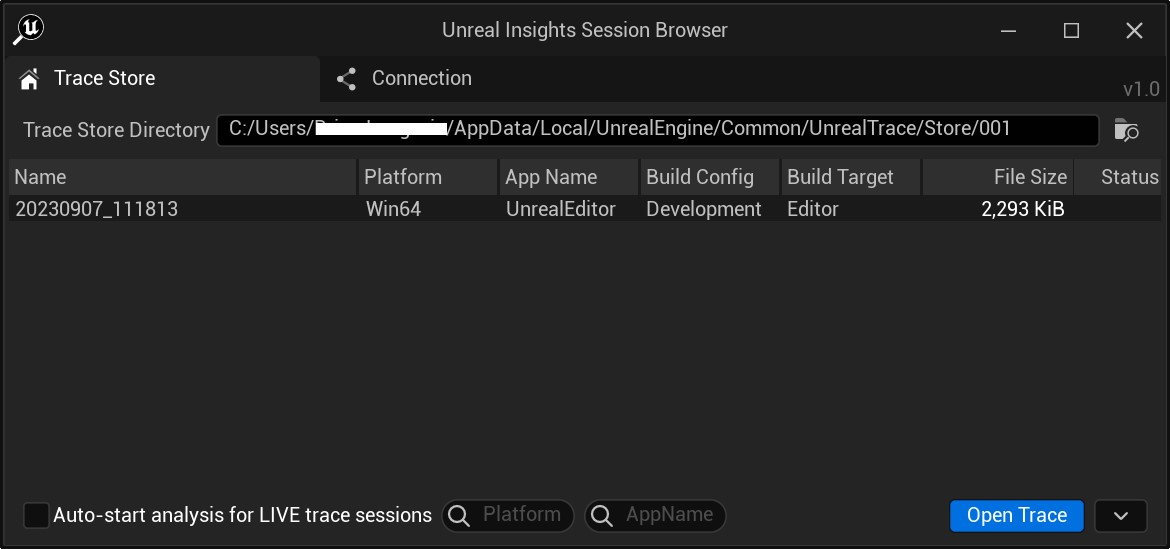 Unreal Insights Session Browser
Trace Store Connection
v1.0
Trace Store Directory C:/Users/ /AppData/Local/UnrealEngine/Common/UnrealTrace/Store/001
Name Platform App Name Build Config Build Target File Size Status
20230907_111813 Win64 UnrealEditor Development Editor 2,293 KiB
Auto-start analysis for LIVE trace sessions Platform AppName Open Trace